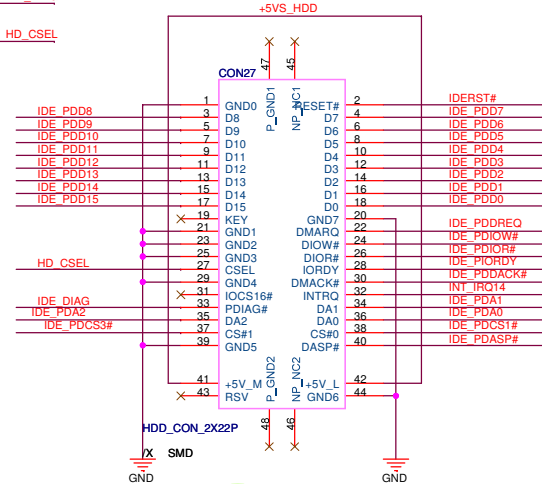 +5VS_HDD
HD_CSEL
CON27
47 P_GND1
45 NP_NC1
1 GND0 RESET# 2 IDERST#
IDE_PDD8 3 D8 D7 4 IDE_PDD7
IDE_PDD9 5 D9 D6 6 IDE_PDD6
IDE_PDD10 7 D10 D5 8 IDE_PDD5
IDE_PDD11 9 D11 D4 10 IDE_PDD4
IDE_PDD12 11 D12 D3 12 IDE_PDD3
IDE_PDD13 13 D13 D2 14 IDE_PDD2
IDE_PDD14 15 D14 D1 16 IDE_PDD1
IDE_PDD15 17 D15 D0 18 IDE_PDD0
19 KEY GND7 20
21 GND1 DMARQ 22 IDE_PDDREQ
23 GND2 DIOW# 24 IDE_PDIOW#
25 GND3 DIOR# 26 IDE_PDIOR#
HD_CSEL 27 CSEL IORDY 28 IDE_PIORDY
29 GND4 DMACK# 30 IDE_PDDACK#
31 IOCS16# INTRQ 32 INT_IRQ14
IDE_DIAG 33 PDIAG# DA1 34 IDE_PDA1
IDE_PDA2 35 DA2 DA0 36 IDE_PDA0
IDE_PDCS3# 37 CS#1 CS#0 38 IDE_PDCS1#
39 GND5 DASP# 40 IDE_PDASP#
41 +5V_M +5V_L 42
43 RSV GND6 44
48 P_GND2
46 NP_NC2
HDD_CON_2X22P
/X SMD
GND
GND